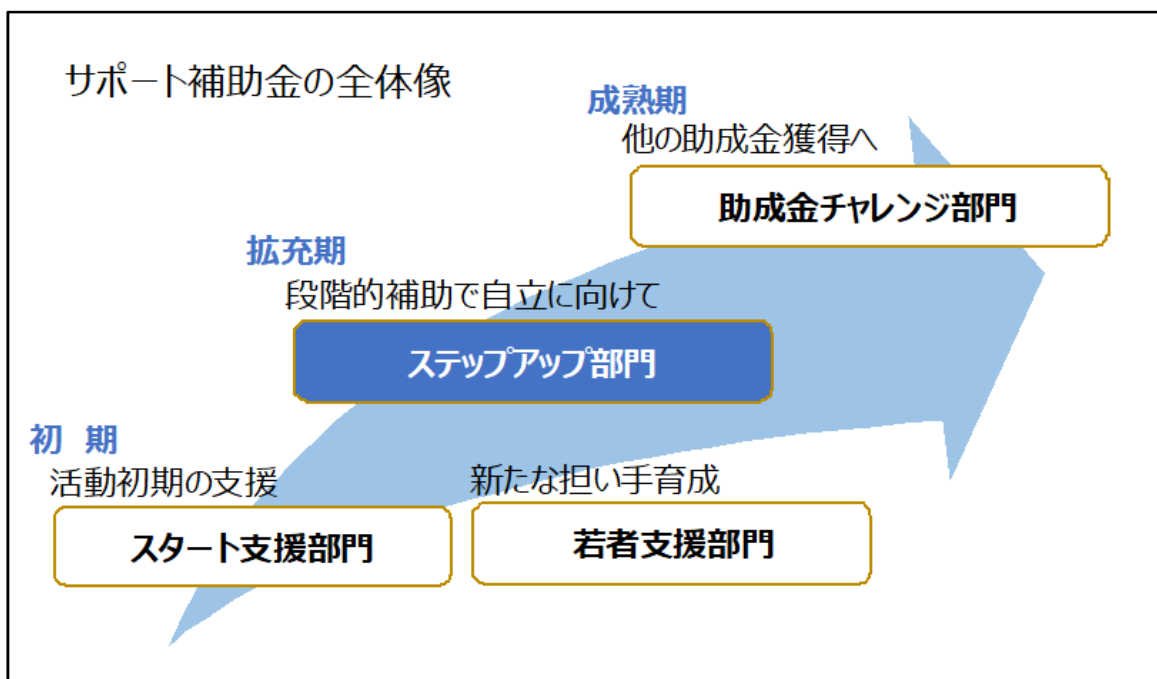 サポート補助金の全体像
成熟期
他の助成金獲得へ
助成金チャレンジ部門
拡充期
段階的補助で自立に向けて
ステップアップ部門
初　期
活動初期の支援
スタート支援部門
新たな担い手育成
若者支援部門